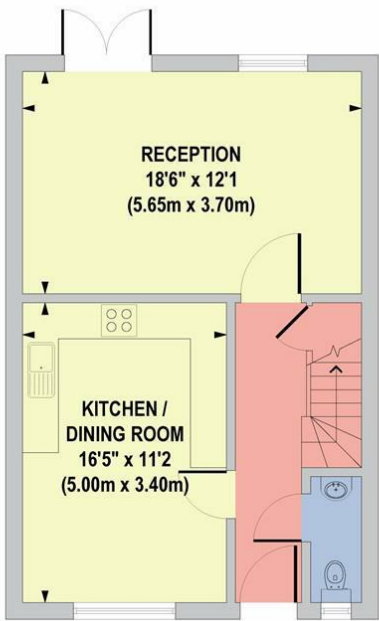 RECEPTION
18'6" x 12'1
(5.65m x 3.70m)
KITCHEN /
DINING ROOM
16'5" x 11'2
(5.00m x 3.40m)